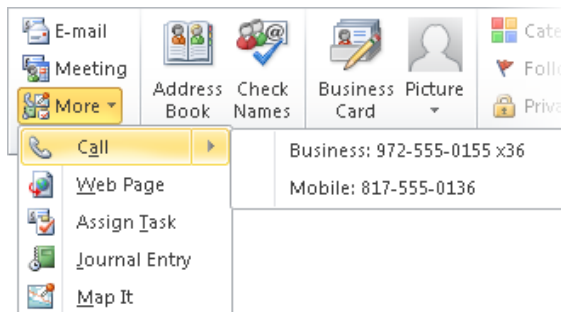 E-mail
Meeting
More
Address Book
Check Names
Business Card
Picture
Call
Web Page
Assign Task
Journal Entry
Map It
Business: 972-555-0155 x36
Mobile: 817-555-0136